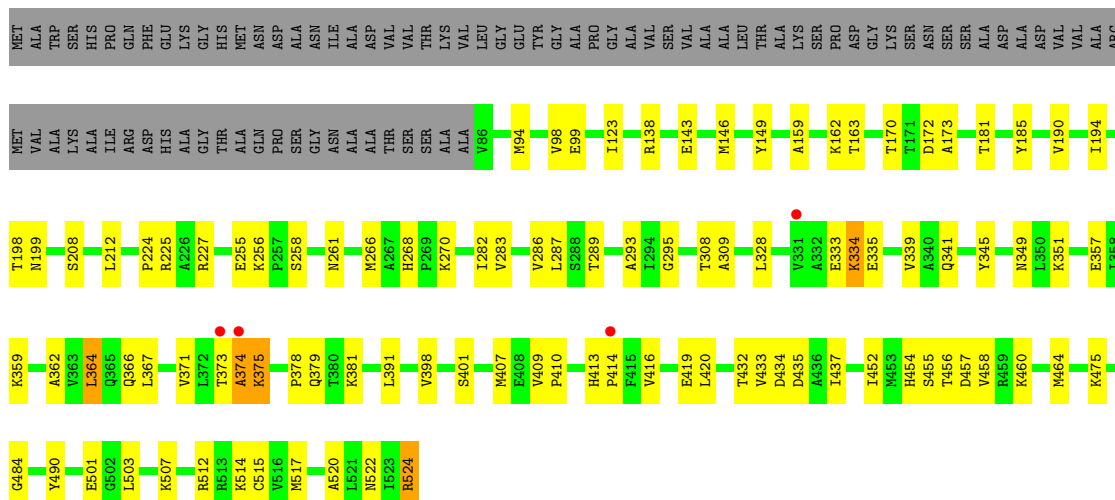 MET ALA TRP SER HIS PRO GLN PHE GLU LYS GLY HIS MET ASN ASP ALA ASN ILE ALA ASP VAL VAL THR LYS VAL LEU GLY GLU TYR GLY ALA PRO GLY ALA VAL SER VAL ALA ALA LEU THR ALA LYS SER PRO ASP GLY LYS SER ASN SER SER ALA ASP ALA ASP VAL VAL ALA ARG
MET VAL ALA LYS ALA ILE ARG ASP HIS ALA GLY THR ALA GLN PRO SER GLY ASN ALA ALA THR SER SER ALA ALA V86 M94 V98 E99 I123 R138 E143 M146 Y149 A159 K162 T163 T170 T171 D172 A173 T181 Y185 V190 I194
T198 N199 S208 L212 P224 R225 A226 R227 E255 K256 P257 S258 N261 M266 A267 H268 P269 K270 I282 V283 V286 L287 S288 T289 A293 I294 G295 T308 A309 L328 V331 A332 E333 K334 E335 V339 A340 Q341 Y345 N349 L350 K351 E357 I358
K359 A362 V363 L364 Q365 Q366 L367 V371 L372 T373 A374 K375 P378 Q379 T380 K381 L391 V398 S401 M407 E408 V409 P410 H413 P414 F415 V416 E419 L420 T432 V433 D434 D435 A436 I437 I452 M453 H454 S455 T456 D457 V458 R459 K460 M464 K475
G484 Y490 E501 G502 L503 K507 R512 R513 K514 C515 V516 M517 A520 L521 N522 I523 R524